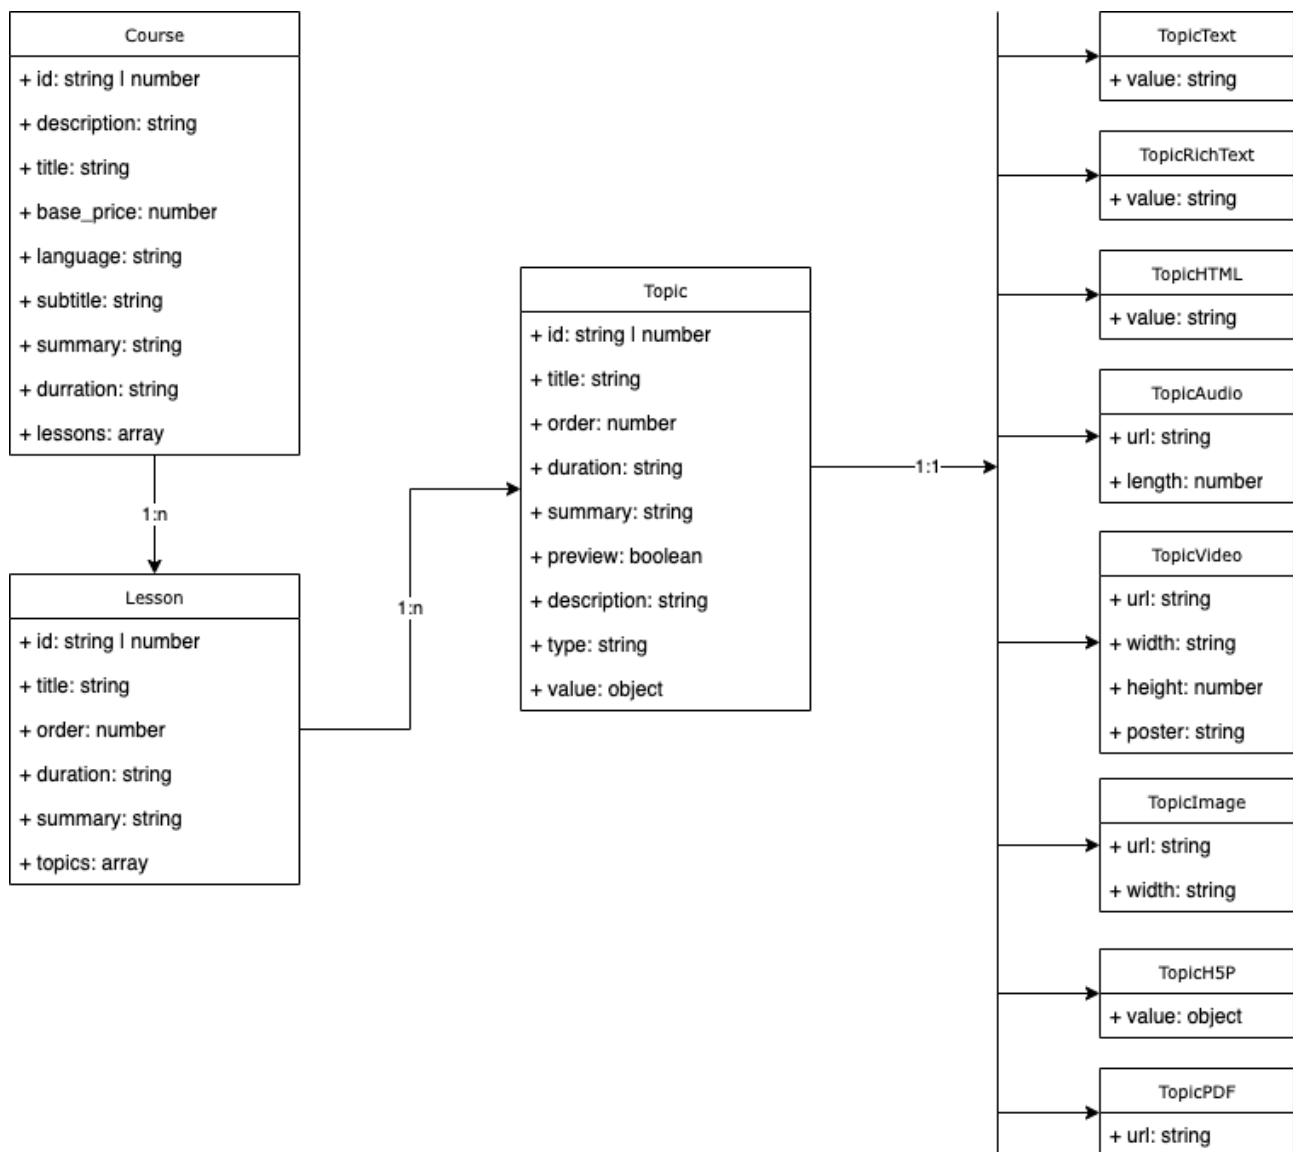 Course
+ id: string | number
+ description: string
+ title: string
+ base_price: number
+ language: string
+ subtitle: string
+ summary: string
+ durration: string
+ lessons: array
1:n
Lesson
+ id: string | number
+ title: string
+ order: number
+ duration: string
+ summary: string
+ topics: array
1:n
Topic
+ id: string | number
+ title: string
+ order: number
+ duration: string
+ summary: string
+ preview: boolean
+ description: string
+ type: string
+ value: object
1:1
TopicText
+ value: string
TopicRichText
+ value: string
TopicHTML
+ value: string
TopicAudio
+ url: string
+ length: number
TopicVideo
+ url: string
+ width: string
+ height: number
+ poster: string
TopicImage
+ url: string
+ width: string
TopicH5P
+ value: object
TopicPDF
+ url: string